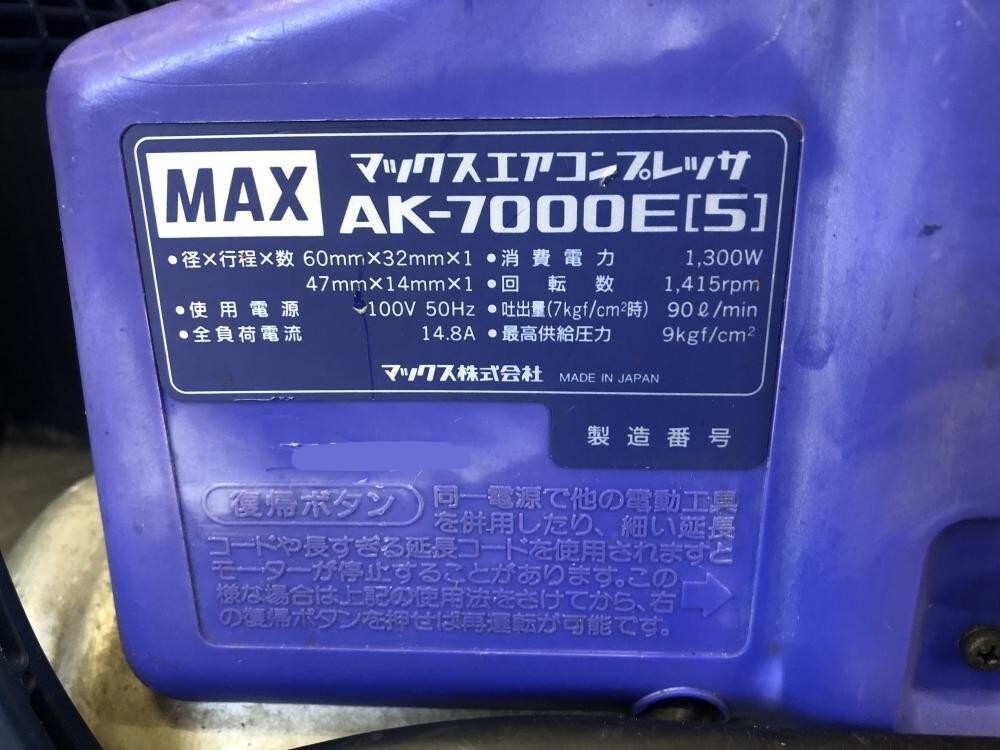 MAX
マックスエアコンプレッサ
AK-7000E[5]
•径×行程×数 60mm×32mm×1
47mm×14mm×1
•使用電源 100V 50Hz
•全負荷電流 14.8A
•消費電力 1,300W
•回転数 1,415rpm
•吐出量(7kgf/cm²時) 90ℓ/min
•最高供給圧力 9kgf/cm²
マックス株式会社 MADE IN JAPAN
製造番号
復帰ボタン 同一電源で他の電動工具
を併用したり、細い延長
コードや長すぎる延長コードを使用されますと
モーターが停止することがあります。この
様な場合は上記の使用法をさけてから、右
の復帰ボタンを押せば再運転が可能です。